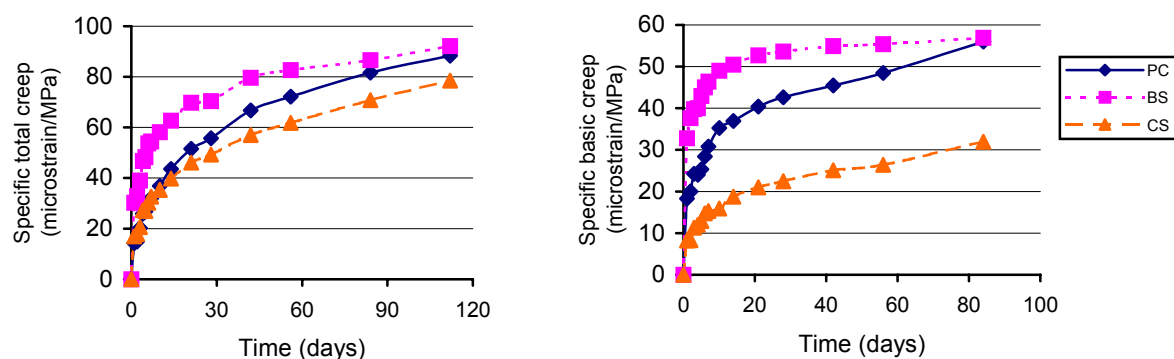 Specific total creep
(microstrain/MPa)
100
80
60
40
20
0
0 30 60 90 120
Time (days)
Specific basic creep
(microstrain/MPa)
60
50
40
30
20
10
0
0 20 40 60 80 100
Time (days)
PC
BS
CS